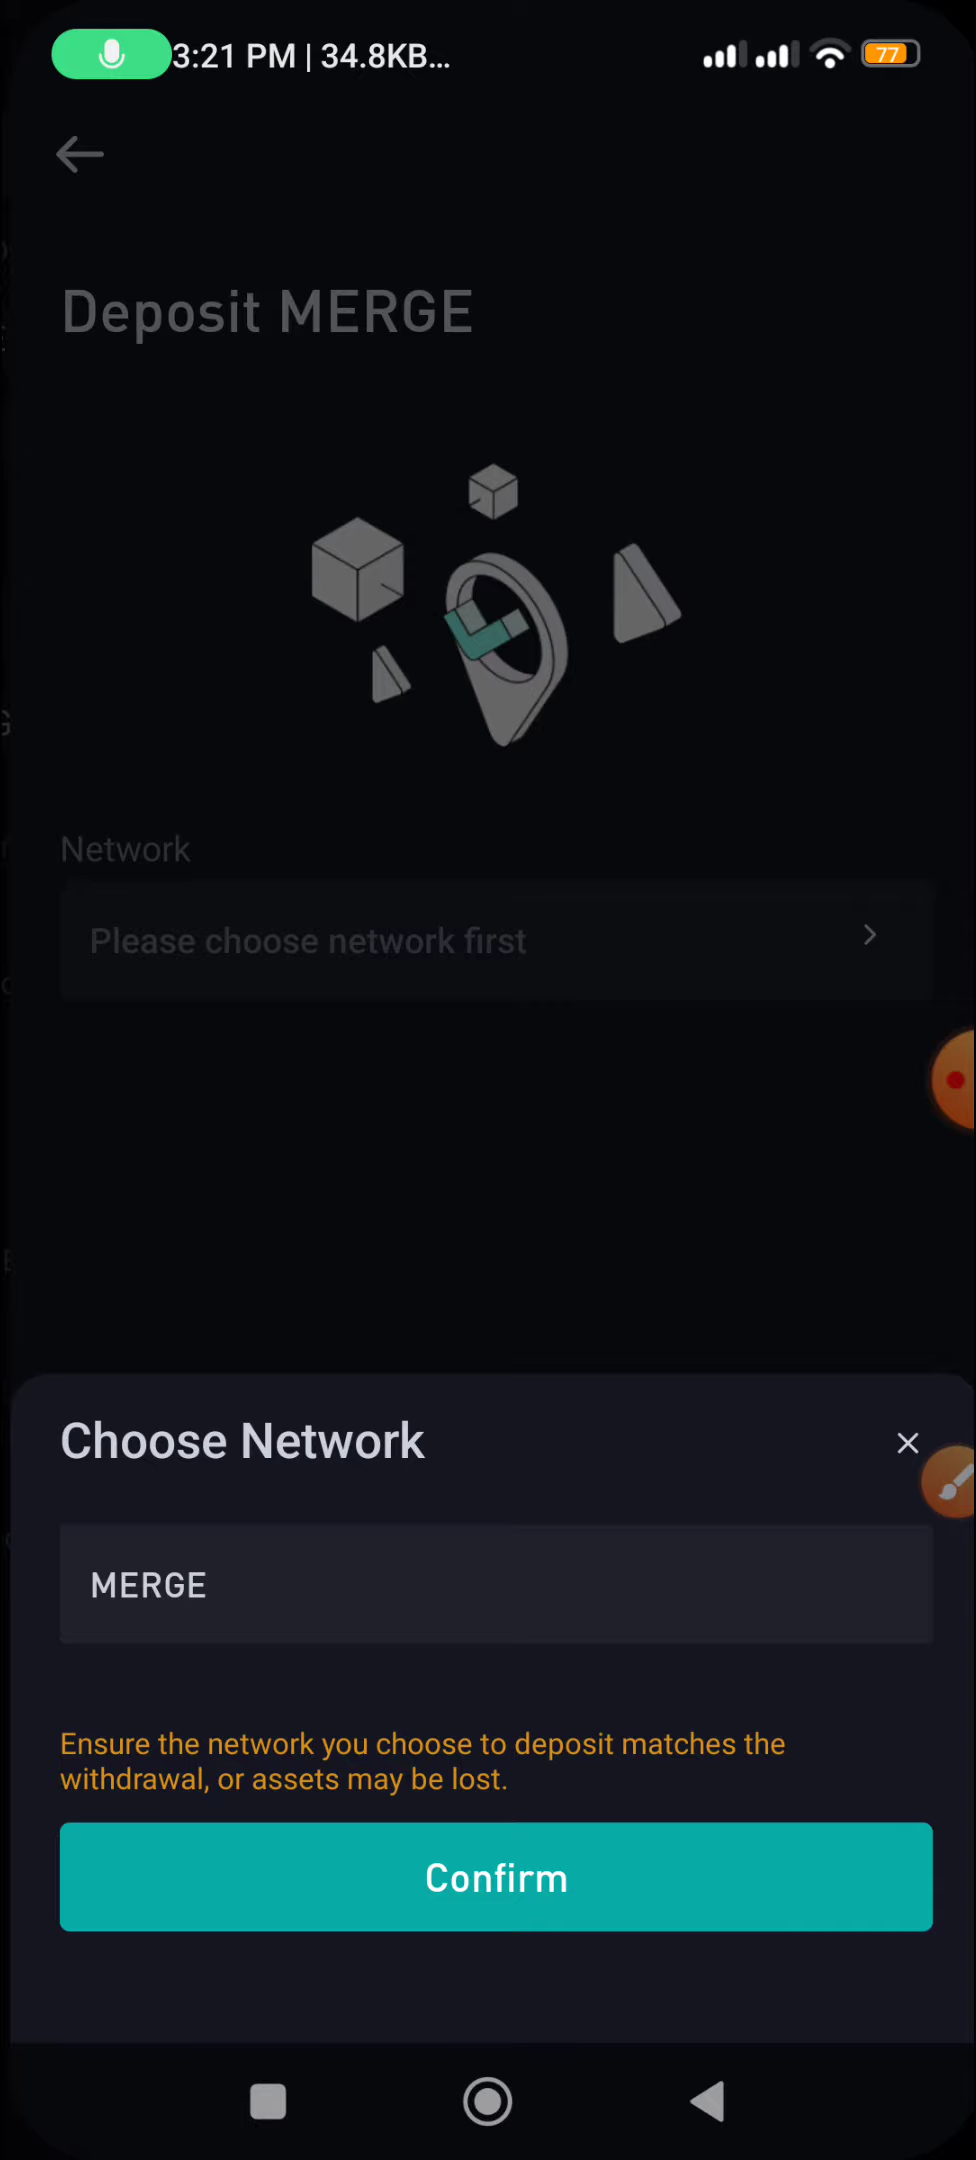 3:21 PM | 34.8KB...
77
Deposit MERGE
Network
Please choose network first
Choose Network
MERGE
Ensure the network you choose to deposit matches the
withdrawal, or assets may be lost.
Confirm